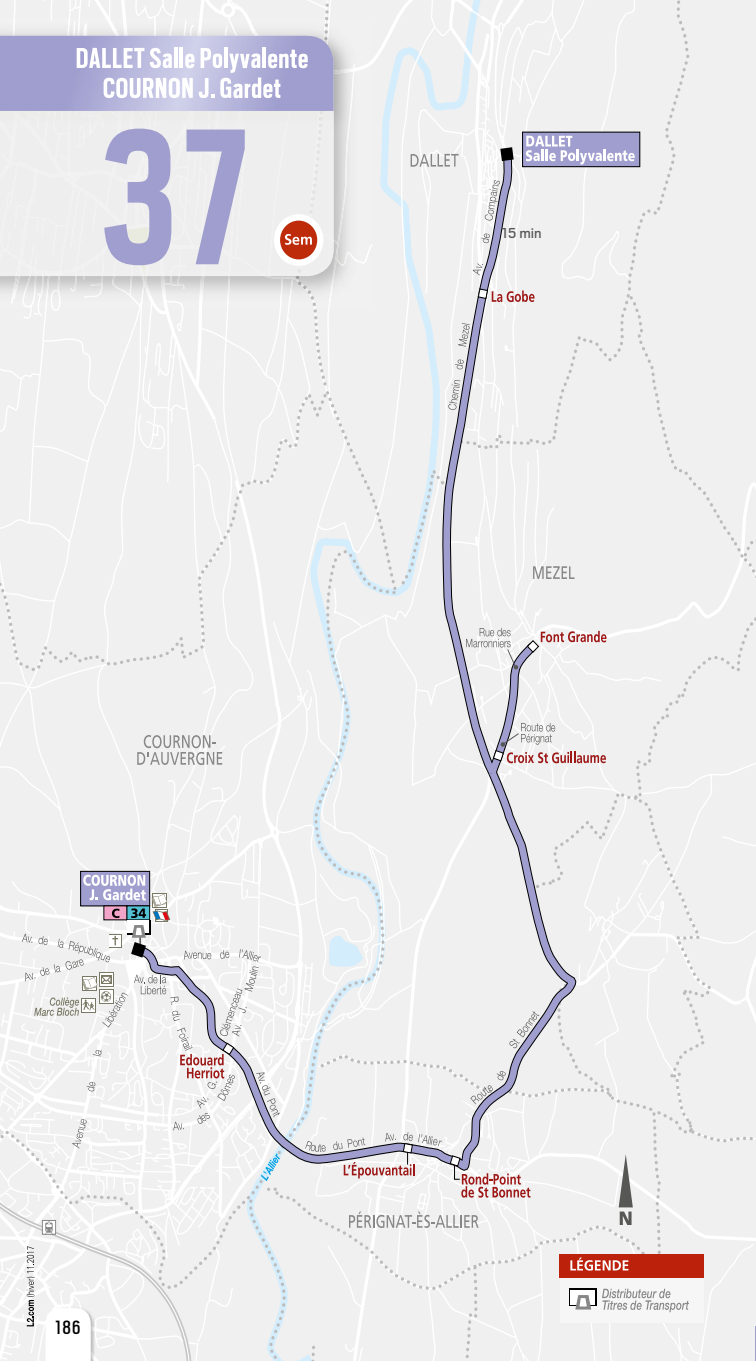 DALLET Salle Polyvalente
COURNON J. Gardet
37
Sem
DALLET
DALLET
Salle Polyvalente
Av. de Compains
15 min
La Gobe
Chemin de Mezel
MEZEL
Rue des
Marronniers
Font Grande
Route de
Pérignat
Croix St Guillaume
COURNON-
D'AUVERGNE
COURNON
J. Gardet
C 34
Av. de la République
Avenue de l'Allier
Av. de la Gare
Av. de la
Liberté
Collège
Marc Bloch
R. du Foirail
Clémenceau
Av. J. Moulin
Avenue de la Libération
Edouard
Herriot
Av. G.
Av. des Dômes
Av. du Pont
Route de St Bonnet
Route du Pont
Av. de l'Allier
L'Allier
L'Épouvantail
Rond-Point
de St Bonnet
PÉRIGNAT-ÈS-ALLIER
N
LÉGENDE
Distributeur de
Titres de Transport
L2.com (hiver) 11.2017
186